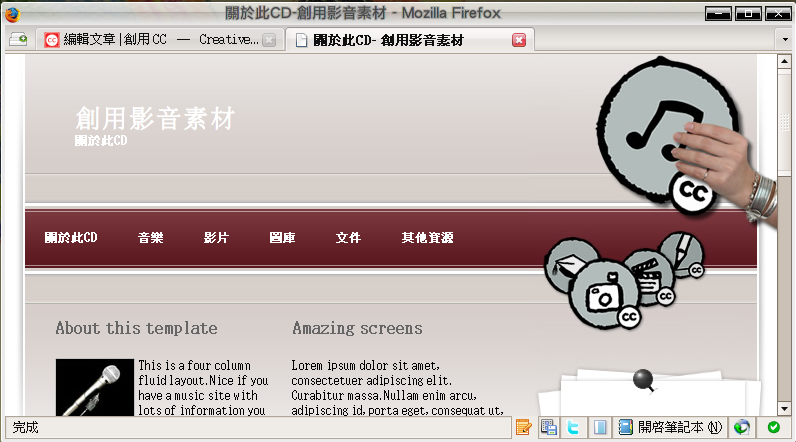 關於此CD-創用影音素材 - Mozilla Firefox
編輯文章 | 創用 CC — Creative...
關於此CD- 創用影音素材
創用影音素材
關於此CD
關於此CD 音樂 影片 圖庫 文件 其他資源
cc
cc
cc
cc
About this template
Amazing screens
This is a four column
fluid layout. Nice if you
have a music site with
lots of information you
Lorem ipsum dolor sit amet,
consectetuer adipiscing elit.
Curabitur massa. Nullam enim arcu,
adipiscing id, porta eget, consequat ut,
完成
開啓筆記本 (N)